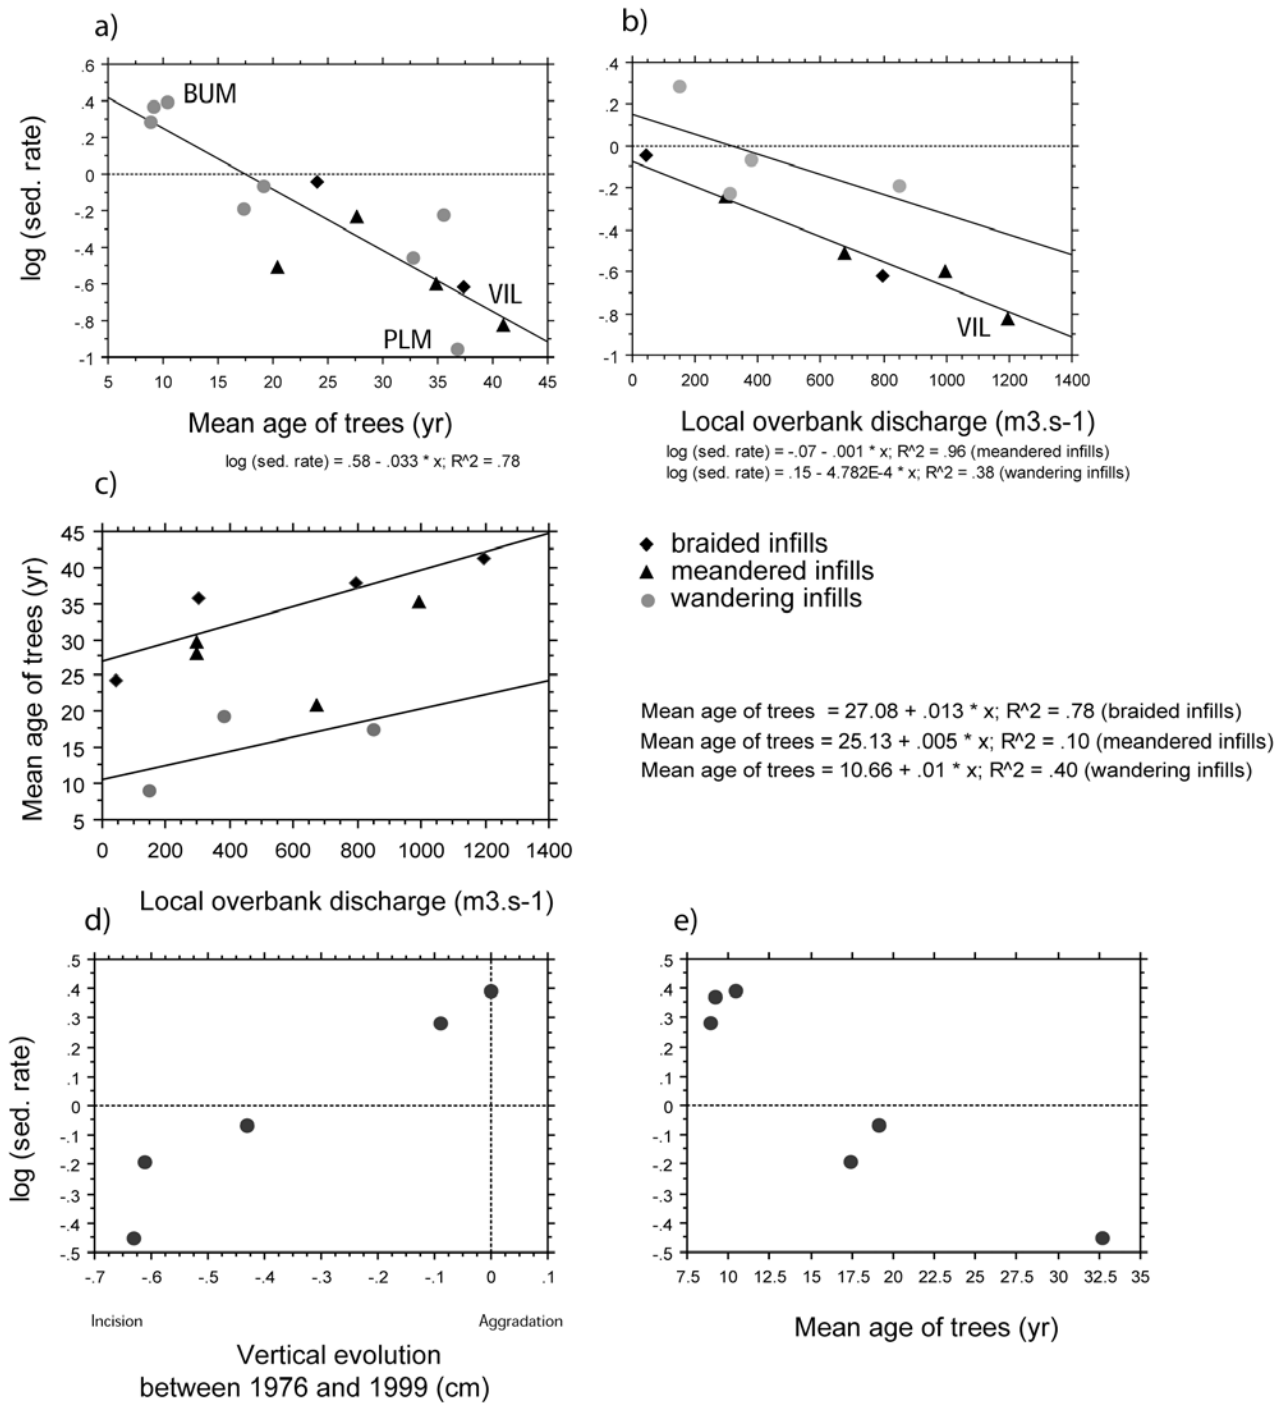 a)
.6
.4
.2
0
-.2
-.4
-.6
-.8
-1
log (sed. rate)
BUM
VIL
PLM
5 10 15 20 25 30 35 40 45
Mean age of trees (yr)
log (sed. rate) = .58 - .033 * x; R^2 = .78
b)
.4
.2
0
-.2
-.4
-.6
-.8
-1
VIL
0 200 400 600 800 1000 1200 1400
Local overbank discharge (m3.s-1)
log (sed. rate) = -.07 - .001 * x; R^2 = .96 (meandered infills)
log (sed. rate) = .15 - 4.782E-4 * x; R^2 = .38 (wandering infills)
c)
45
40
35
30
25
20
15
10
5
Mean age of trees (yr)
0 200 400 600 800 1000 1200 1400
Local overbank discharge (m3.s-1)
braided infills
meandered infills
wandering infills
Mean age of trees = 27.08 + .013 * x; R^2 = .78 (braided infills)
Mean age of trees = 25.13 + .005 * x; R^2 = .10 (meandered infills)
Mean age of trees = 10.66 + .01 * x; R^2 = .40 (wandering infills)
d)
.5
.4
.3
.2
.1
0
-.1
-.2
-.3
-.4
-.5
log (sed. rate)
-.7 -.6 -.5 -.4 -.3 -.2 -.1 0 .1
Incision Aggradation
Vertical evolution
between 1976 and 1999 (cm)
e)
.5
.4
.3
.2
.1
0
-.1
-.2
-.3
-.4
-.5
7.5 10 12.5 15 17.5 20 22.5 25 27.5 30 32.5 35
Mean age of trees (yr)